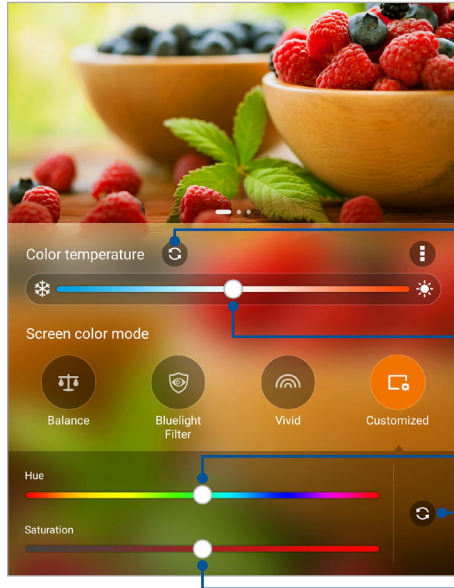 Color temperature
Screen color mode
Balance
Bluelight
Filter
Vivid
Customized
Hue
Saturation